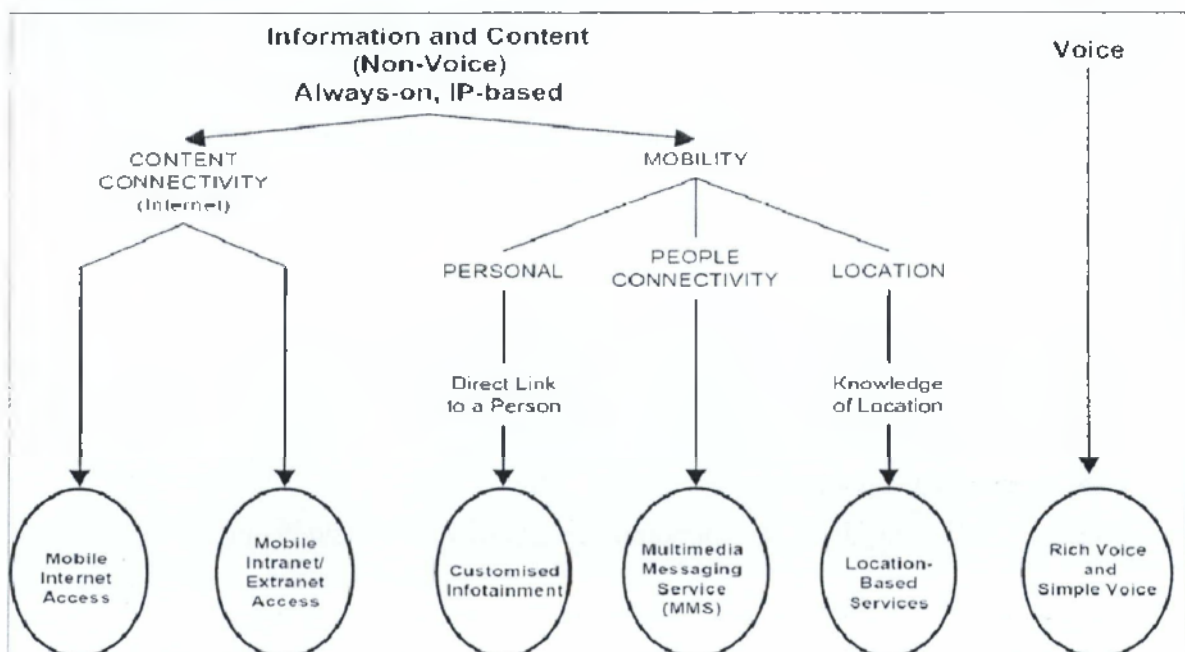 Information and Content
(Non-Voice)
Always-on, IP-based
Voice
CONTENT
CONNECTIVITY
(Internet)
MOBILITY
PERSONAL
PEOPLE
CONNECTIVITY
LOCATION
Direct Link
to a Person
Knowledge
of Location
Mobile
Internet
Access
Mobile
Intranet/
Extranet
Access
Customised
Infotainment
Multimedia
Messaging
Service
(MMS)
Location-
Based
Services
Rich Voice
and
Simple Voice